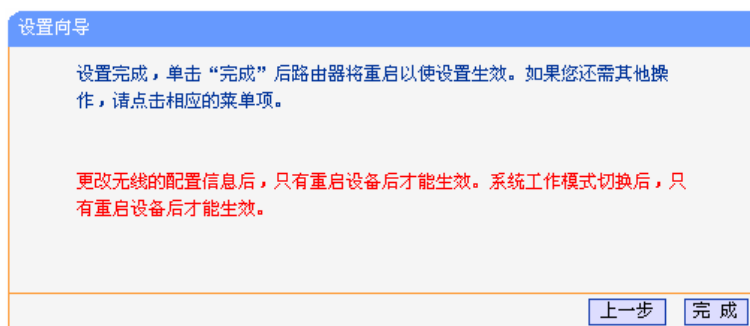 设置向导
设置完成，单击“完成”后路由器将重启以使设置生效。如果您还需其他操
作，请点击相应的菜单项。
更改无线的配置信息后，只有重启设备后才能生效。系统工作模式切换后，只
有重启设备后才能生效。
上一步 完 成